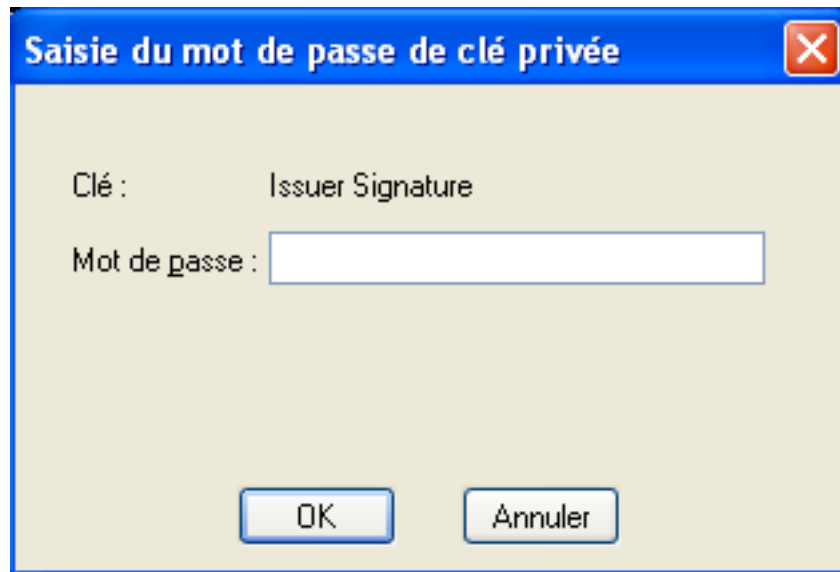 Saisie du mot de passe de clé privée
Clé : Issuer Signature
Mot de passe :
OK Annuler